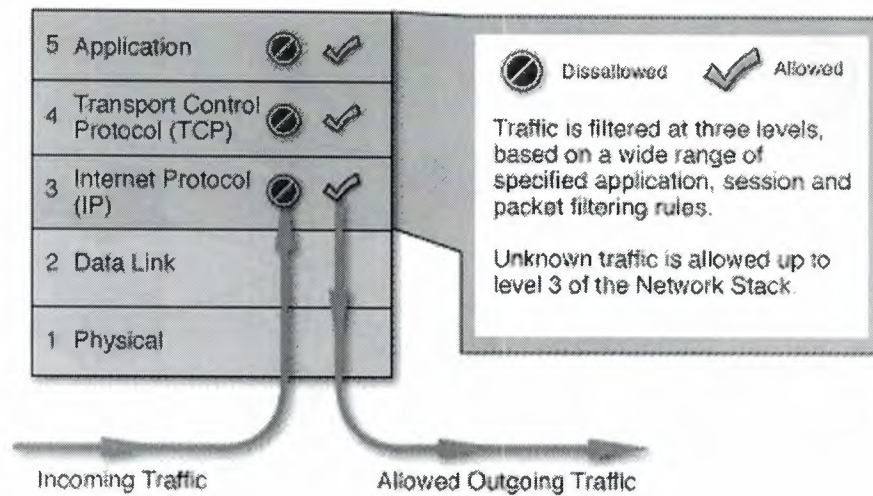 5 Application
4 Transport Control
Protocol (TCP)
3 Internet Protocol
(IP)
2 Data Link
1 Physical
Incoming Traffic
Allowed Outgoing Traffic
Dissallowed
Allowed
Traffic is filtered at three levels,
based on a wide range of
specified application, session and
packet filtering rules.
Unknown traffic is allowed up to
level 3 of the Network Stack.